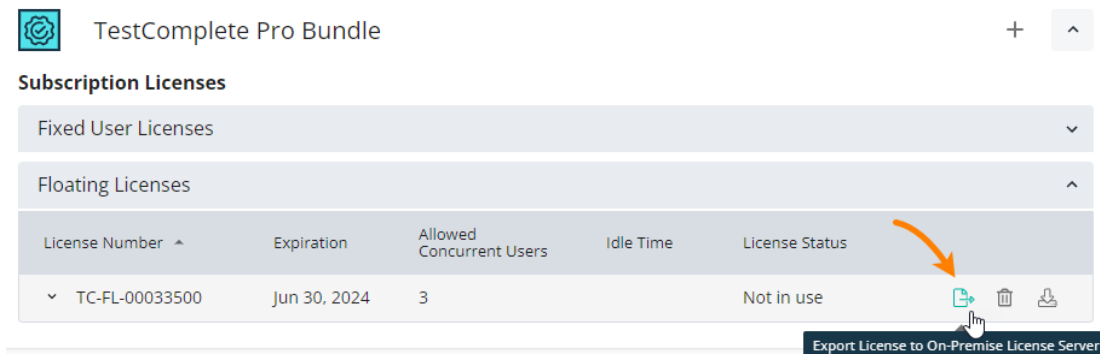 TestComplete Pro Bundle
Subscription Licenses
Fixed User Licenses
Floating Licenses
License Number
Expiration
Allowed
Concurrent Users
Idle Time
License Status
TC-FL-00033500
Jun 30, 2024
3
Not in use
Export License to On-Premise License Server